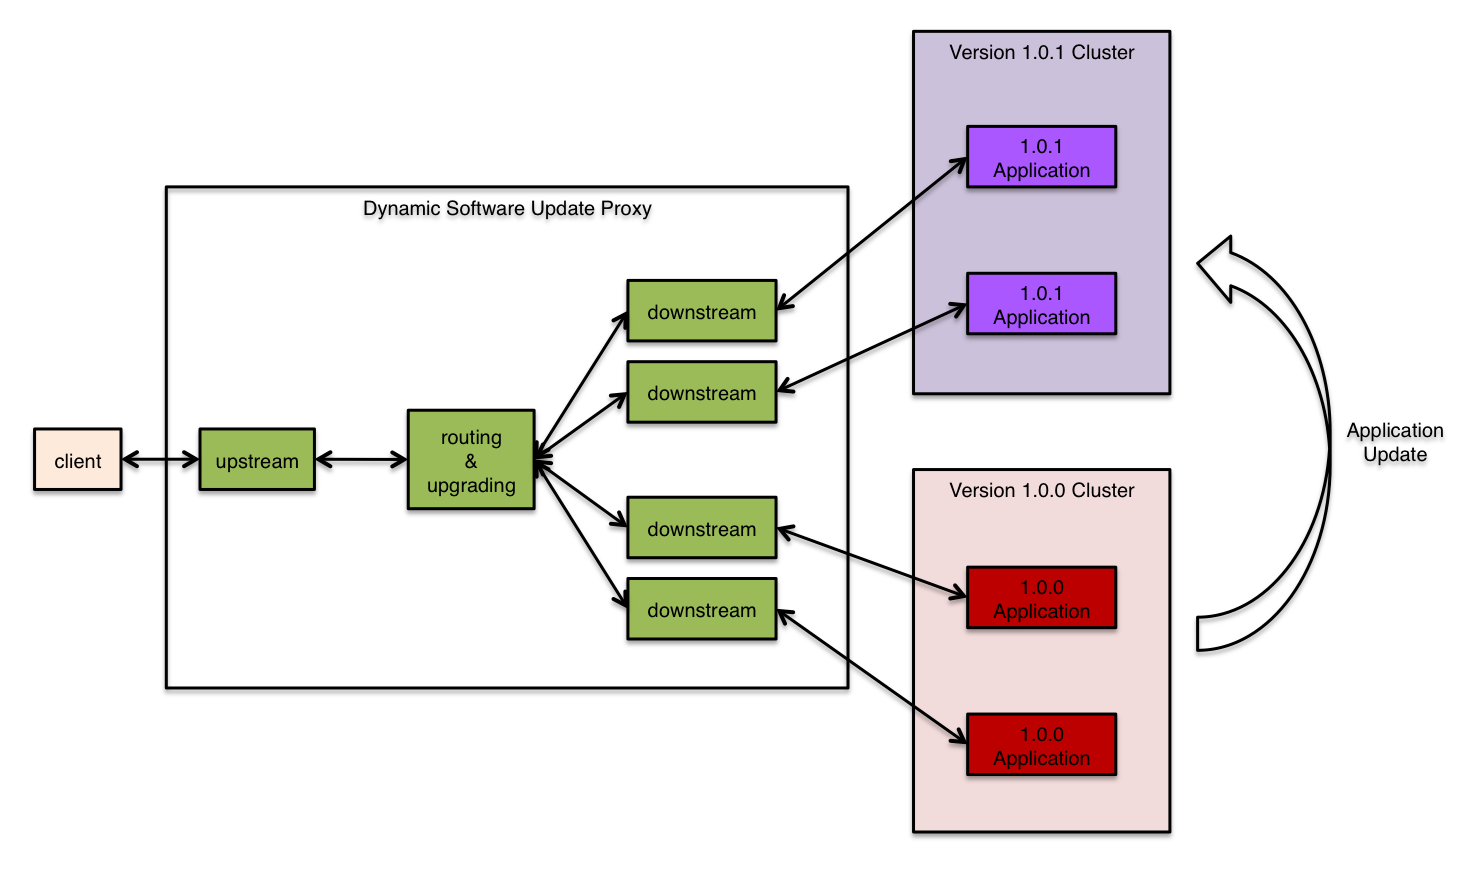 Version 1.0.1 Cluster
1.0.1
Application
Dynamic Software Update Proxy
1.0.1
Application
downstream
downstream
client
upstream
routing
&
upgrading
Application
Update
Version 1.0.0 Cluster
downstream
1.0.0
Application
downstream
1.0.0
Application